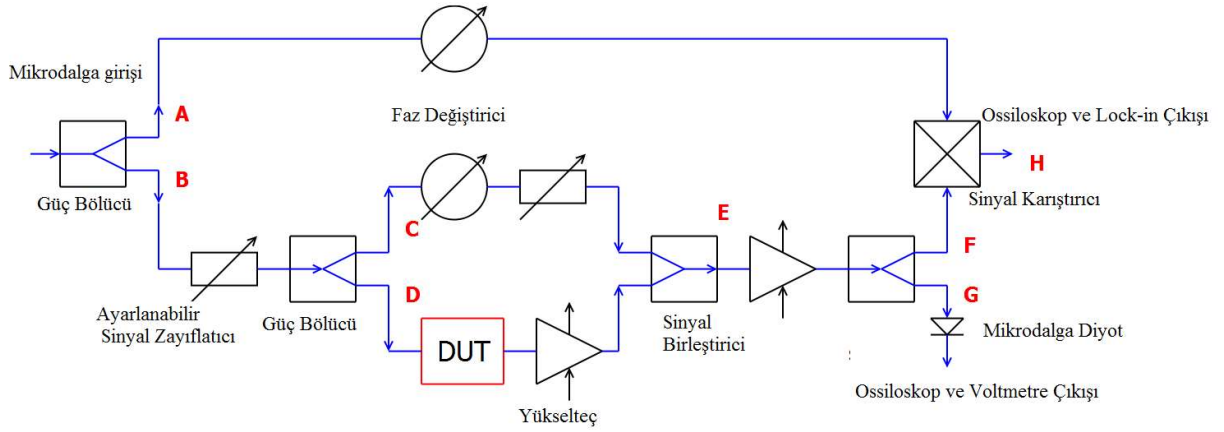 Mikrodalga girişi
A
Faz Değiştirici
Ossiloskop ve Lock-in Çıkışı
H
B
Güç Bölücü
Sinyal Karıştırıcı
C
E
F
D
G
Ayarlanabilir
Sinyal Zayıflatıcı
Güç Bölücü
DUT
Sinyal
Birleştirici
Mikrodalga Diyot
:
Ossiloskop ve Voltmetre Çıkışı
Yükselteç